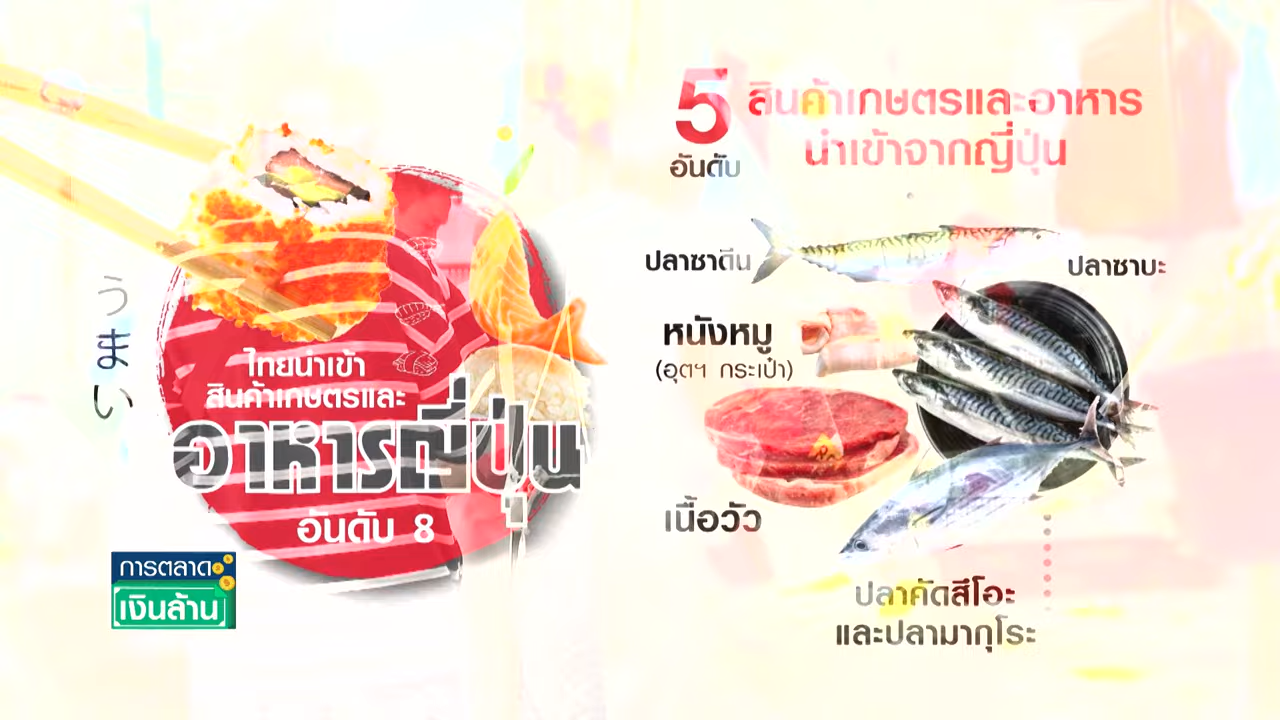 うまい
ไทยนำเข้า
สินค้าเกษตรและ
อาหารญี่ปุ่น
อันดับ 8
การตลาด
เงินล้าน
5 สินค้าเกษตรและอาหาร
อันดับ นำเข้าจากญี่ปุ่น
ปลาซาดีน
ปลาซาบะ
หนังหมู
(อุตฯ กระเป๋า)
เนื้อวัว
ปลาคัตสึโอะ
และปลามากุโระ